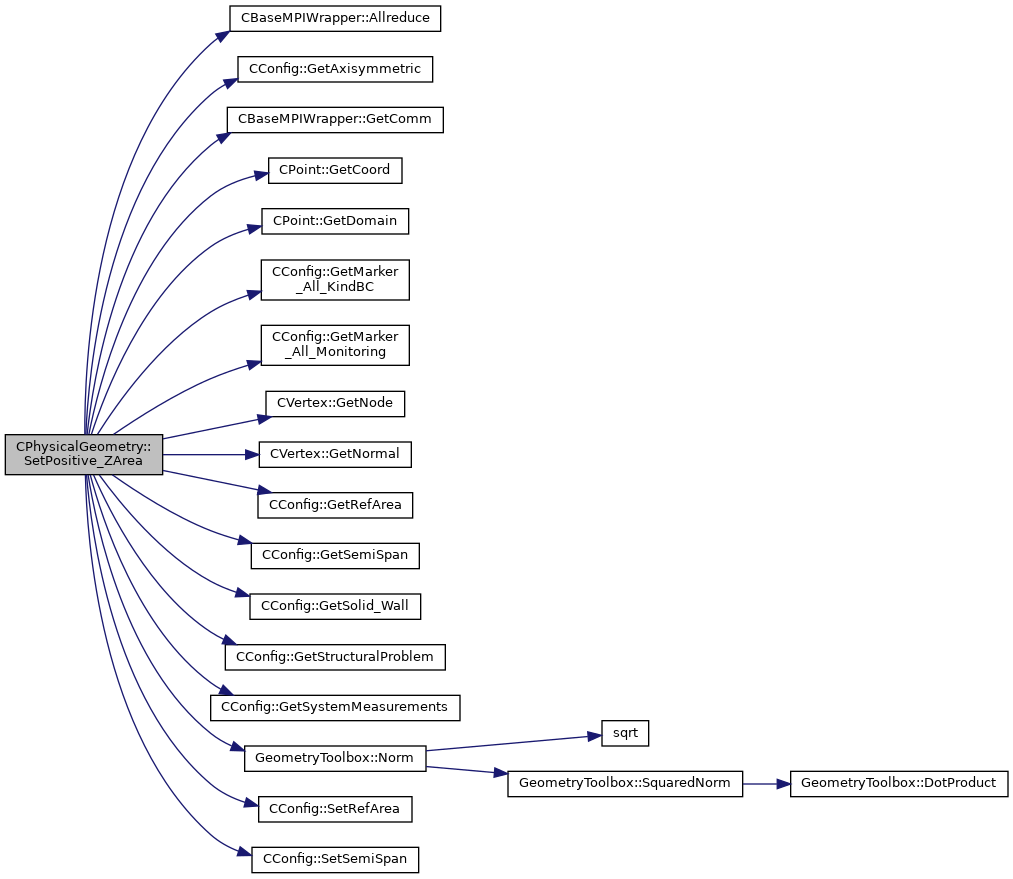 CBaseMPIWrapper::Allreduce
CConfig::GetAxisymmetric
CBaseMPIWrapper::GetComm
CPoint::GetCoord
CPoint::GetDomain
CConfig::GetMarker
_All_KindBC
CConfig::GetMarker
_All_Monitoring
CVertex::GetNode
CPhysicalGeometry::
SetPositive_ZArea
CVertex::GetNormal
CConfig::GetRefArea
CConfig::GetSemiSpan
CConfig::GetSolid_Wall
CConfig::GetStructuralProblem
CConfig::GetSystemMeasurements
GeometryToolbox::Norm
sqrt
GeometryToolbox::SquaredNorm
GeometryToolbox::DotProduct
CConfig::SetRefArea
CConfig::SetSemiSpan